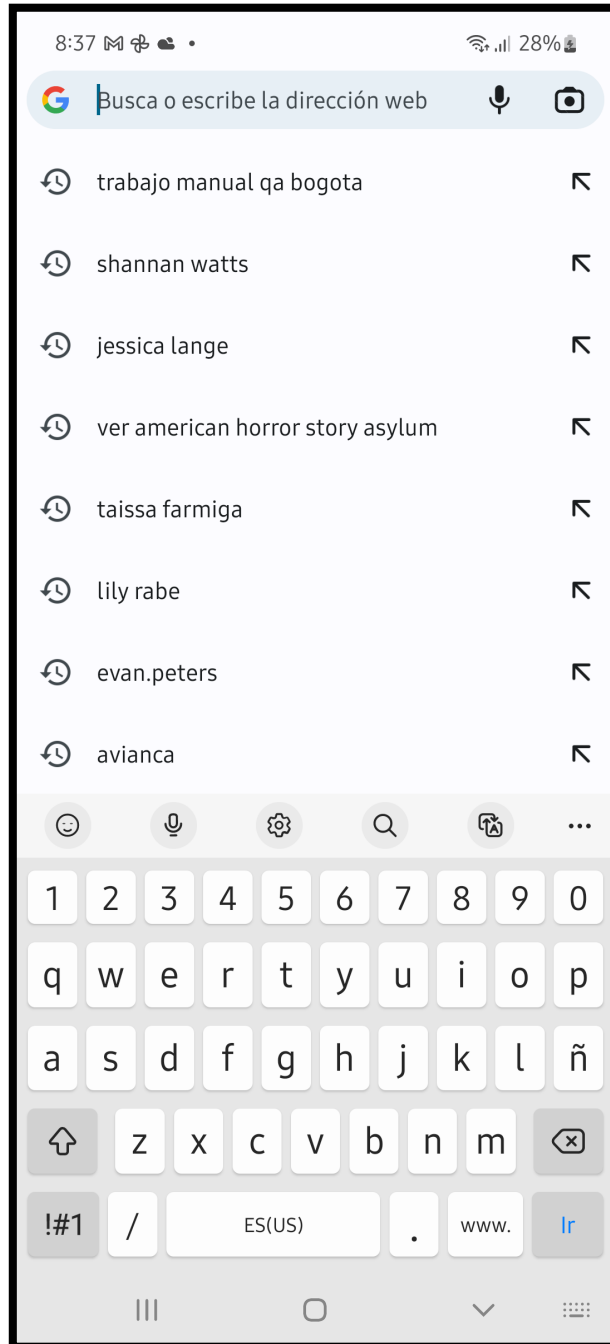 8:37
28%
Busca o escribe la dirección web
trabajo manual qa bogota
shannan watts
jessica lange
ver american horror story asylum
taissa farmiga
lily rabe
evan.peters
avianca
1 2 3 4 5 6 7 8 9 0
q w e r t y u i o p
a s d f g h j k l ñ
z x c v b n m
!#1 / ES(US) . www. Ir